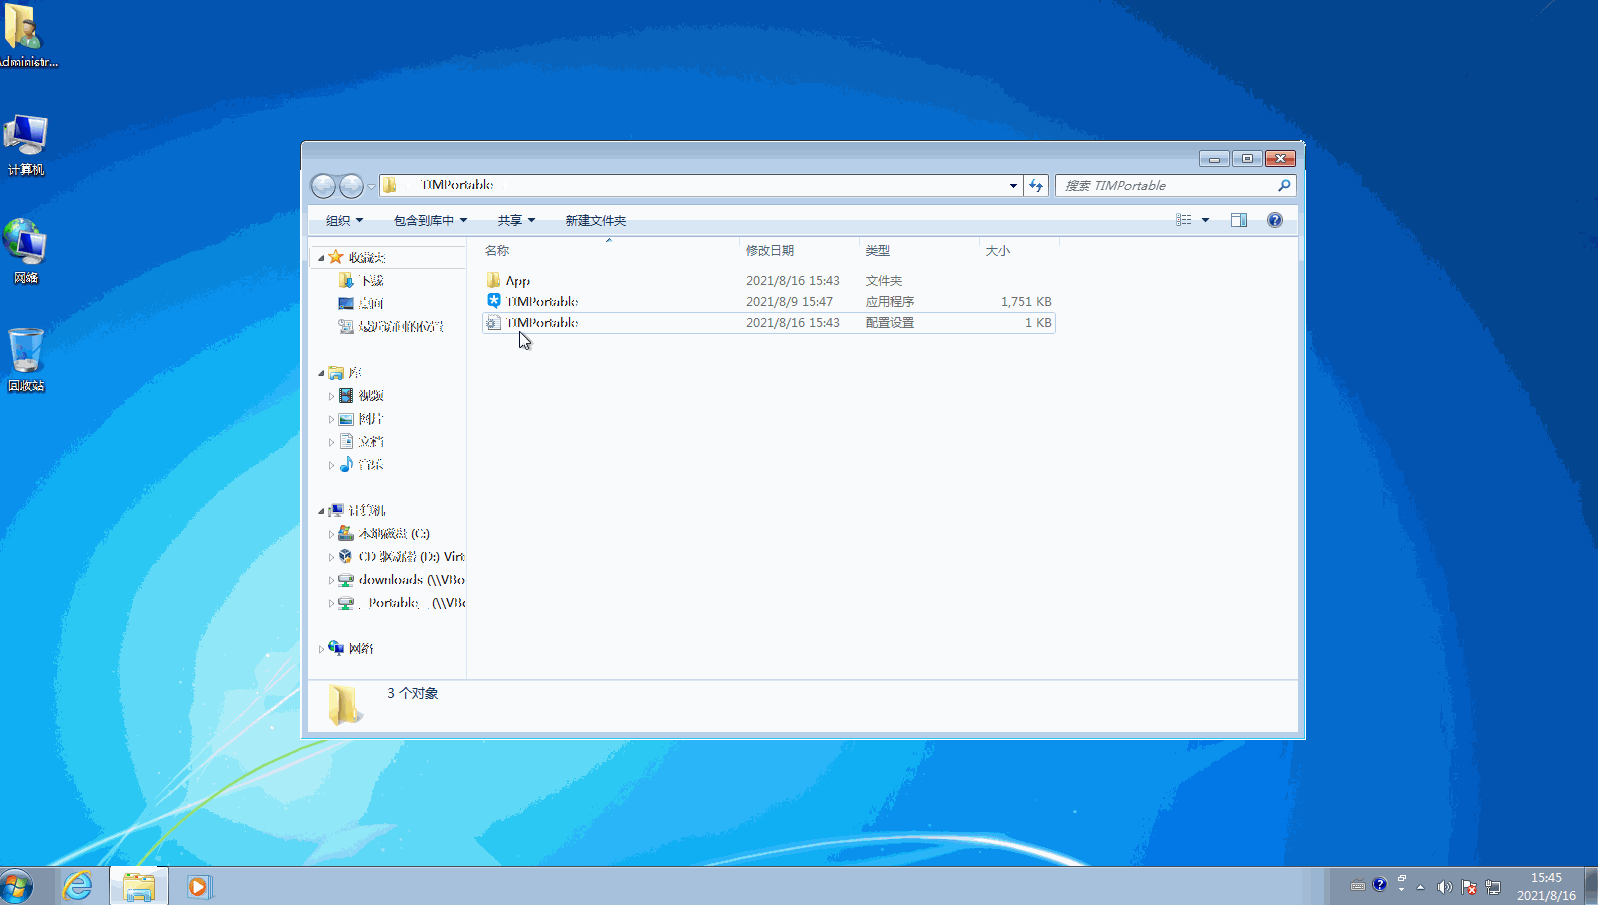 Administr...
计算机
网络
回收站
TIMPortable
搜索 TIMPortable
组织
包含到库中
共享
新建文件夹
名称
修改日期
类型
大小
App
2021/8/16 15:43
文件夹
TIMPortable
2021/8/9 15:47
应用程序
1,751 KB
TIMPortable
2021/8/16 15:43
配置设置
1 KB
收藏夹
下载
桌面
最近访问的位置
库
视频
图片
文档
音乐
计算机
本地磁盘 (C:)
CD 驱动器 (D:) Virt
downloads (\\VBo
_Portable_ (\\VBo
网络
3 个对象
15:45
2021/8/16